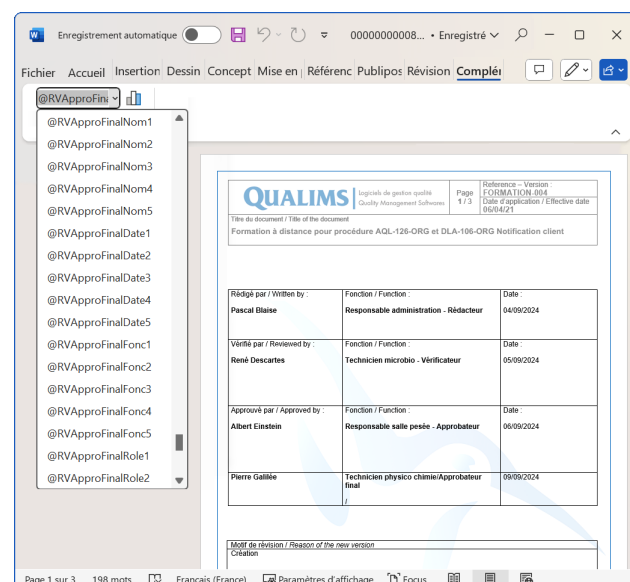 Enregistrement automatique 00000000008... • Enregistré
Fichier Accueil Insertion Dessin Concept Mise en Référenc Publipos Révision Complér
@RVApproFina
@RVApproFinalNom1
@RVApproFinalNom2
@RVApproFinalNom3
@RVApproFinalNom4
@RVApproFinalNom5
@RVApproFinalDate1
@RVApproFinalDate2
@RVApproFinalDate3
@RVApproFinalDate4
@RVApproFinalDate5
@RVApproFinalFonc1
@RVApproFinalFonc2
@RVApproFinalFonc3
@RVApproFinalFonc4
@RVApproFinalFonc5
@RVApproFinalRole1
@RVApproFinalRole2
QUALIMS
Logiciels de gestion qualité
Quality Management Softwares
Page
1 / 3
Reference – Version :
FORMATION-004
Date d'application / Effective date
06/04/21
Titre du document / Title of the document
Formation à distance pour procédure AQL-126-ORG et DLA-106-ORG Notification client
Rédigé par / Written by : Fonction / Function : Date :
Pascal Blaise Responsable administration - Rédacteur 04/09/2024
Vérifié par / Reviewed by : Fonction / Function : Date :
René Descartes Technicien microbio - Vérificateur 05/09/2024
Approuvé par / Approved by : Fonction / Function : Date :
Albert Einstein Responsable salle pesée - Approbateur 06/09/2024
Pierre Galilée Technicien physico chimie/Approbateur final 09/09/2024
/
Motif de révision / Reason of the new version
Création
Page 1 sur 3 198 mots Français (France) Paramètres d'affichage Focus